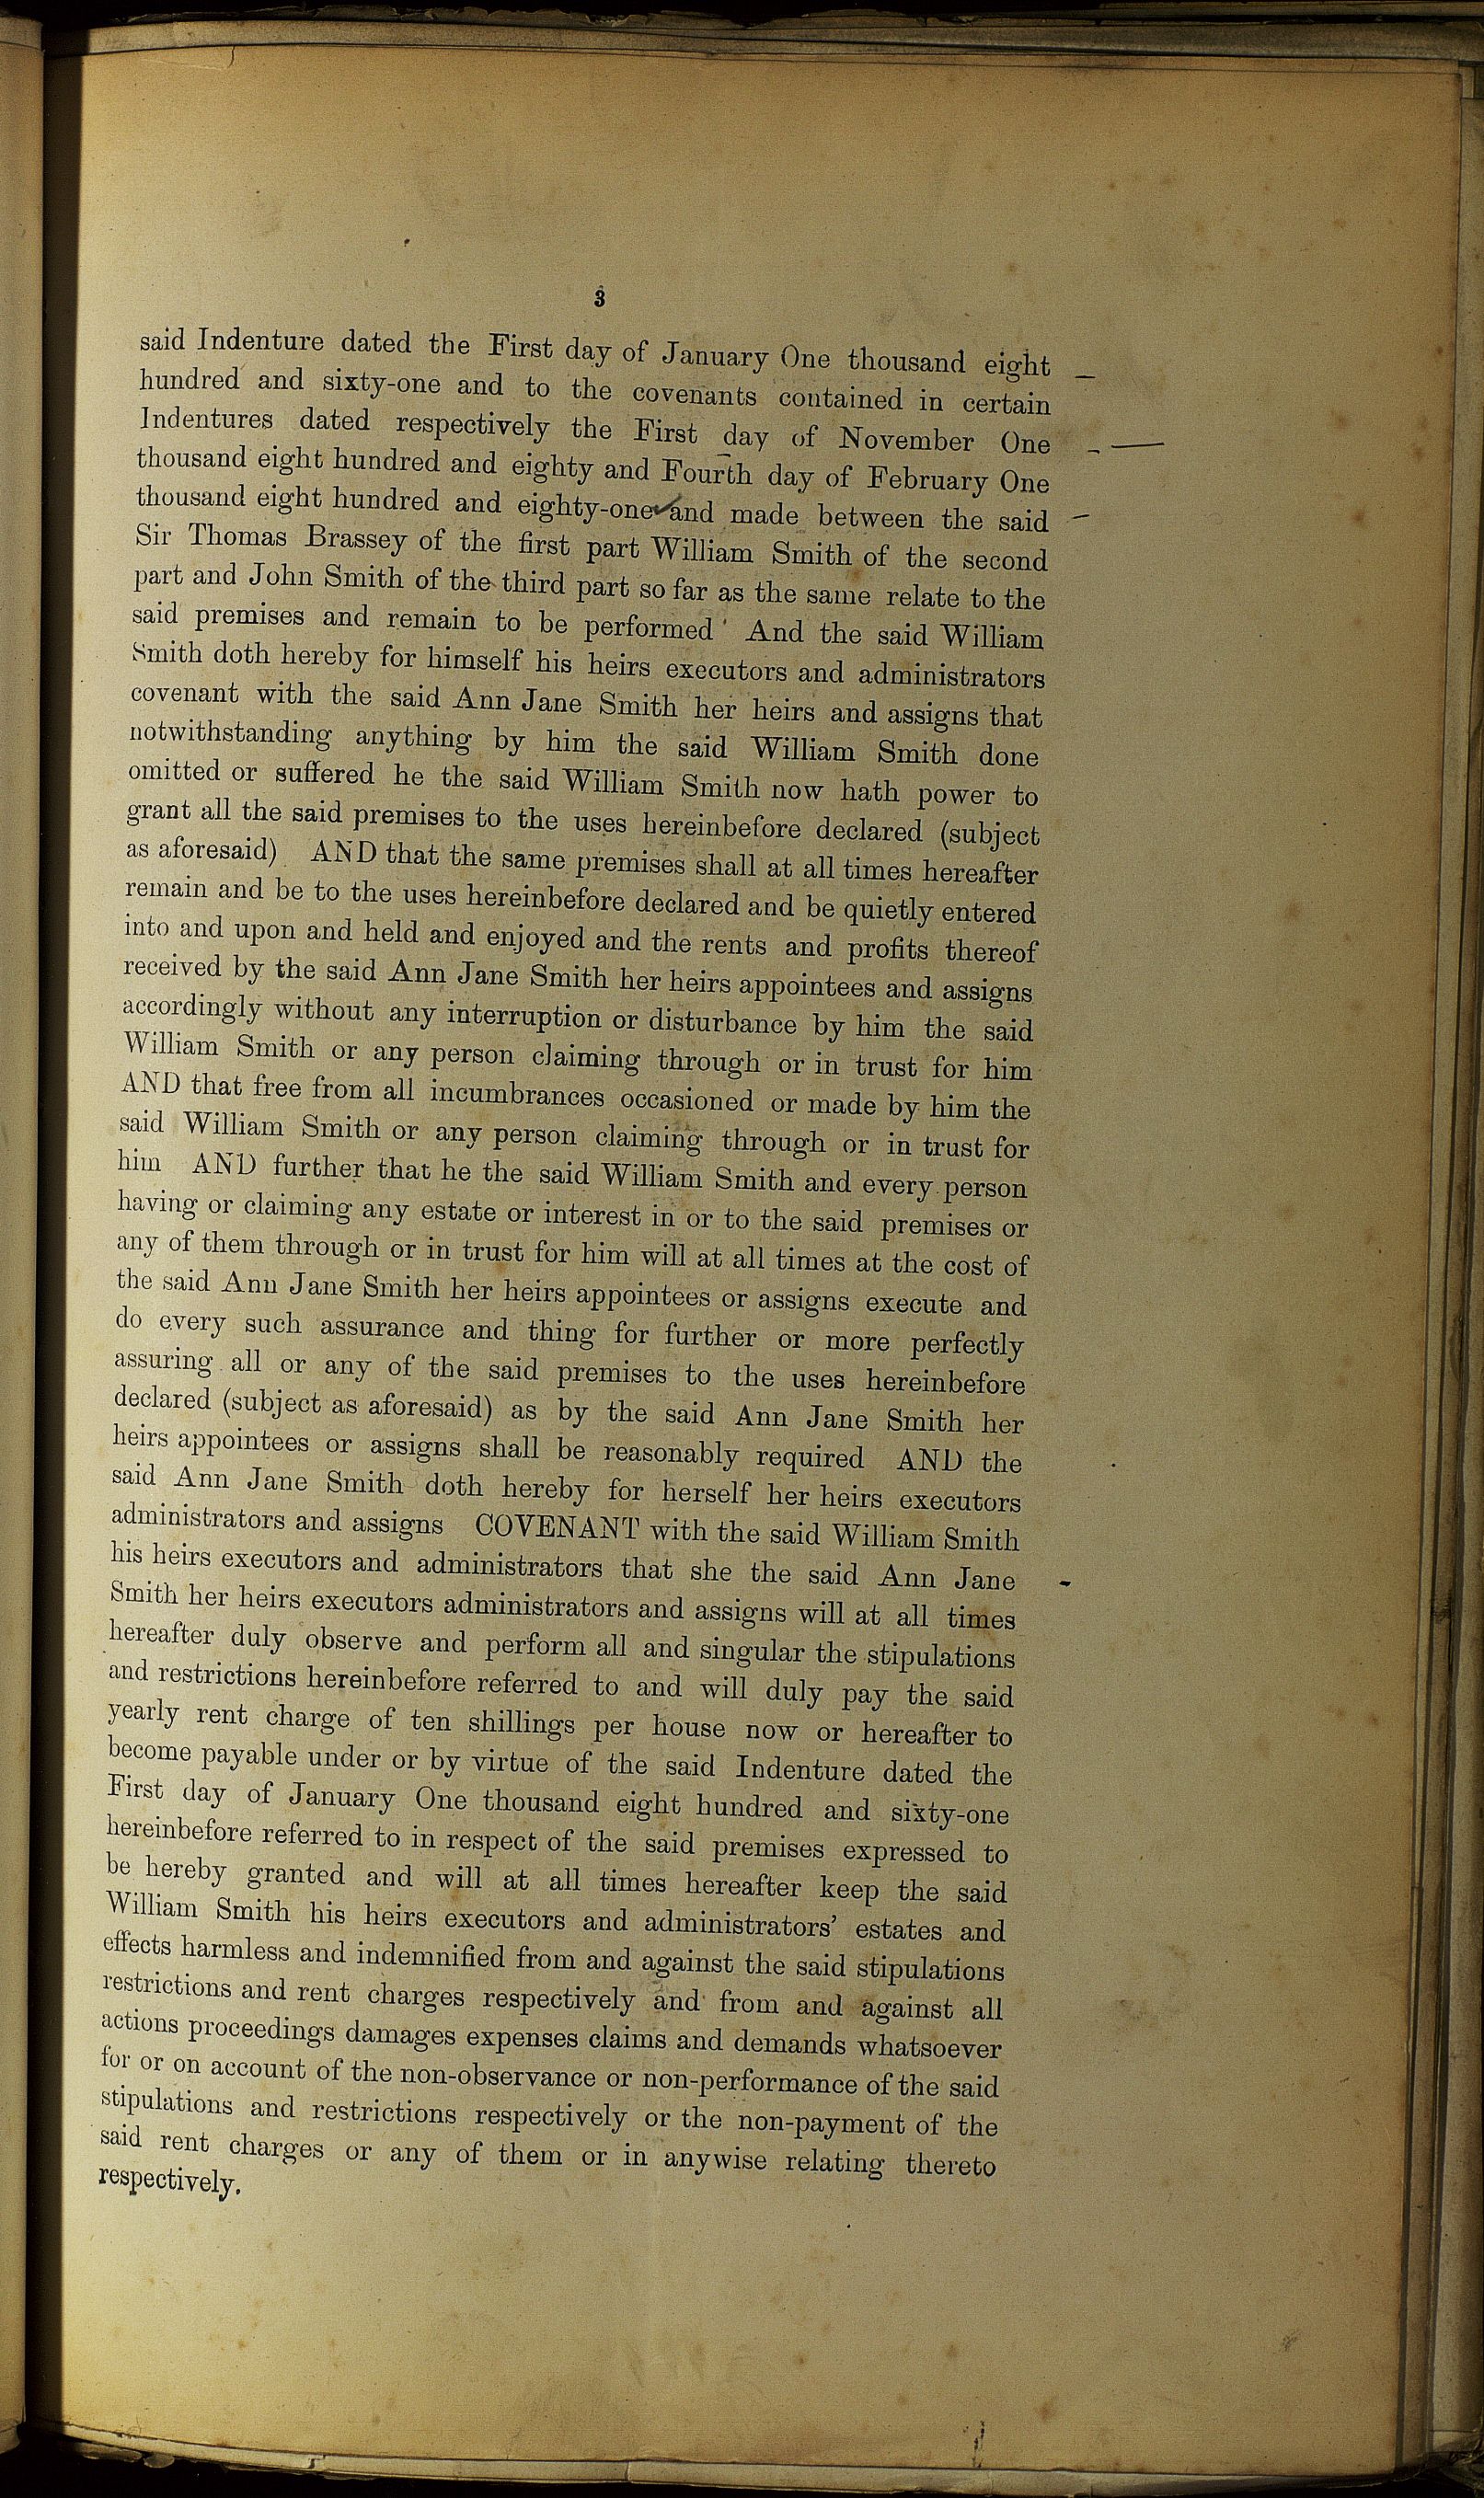 3
said Indenture dated the First day of January One thousand eight
hundred and sixty-one and to the covenants contained in certain
Indentures dated respectively the First day of November One
thousand eight hundred and eighty and Fourth day of February One
thousand eight hundred and eighty-one and made between the said
Sir Thomas Brassey of the first part William Smith of the second
part and John Smith of the third part so far as the same relate to the
said premises and remain to be performed And the said William
Smith doth hereby for himself his heirs executors and administrators
covenant with the said Ann Jane Smith her heirs and assigns that
notwithstanding anything by him the said William Smith done
omitted or suffered he the said William Smith now hath power to
grant all the said premises to the uses hereinbefore declared (subject
as aforesaid) AND that the same premises shall at all times hereafter
remain and be to the uses hereinbefore declared and be quietly entered
into and upon and held and enjoyed and the rents and profits thereof
received by the said Ann Jane Smith her heirs appointees and assigns
accordingly without any interruption or disturbance by him the said
William Smith or any person claiming through or in trust for him
AND that free from all incumbrances occasioned or made by him the
said William Smith or any person claiming through or in trust for
him AND further that he the said William Smith and every person
having or claiming any estate or interest in or to the said premises or
any of them through or in trust for him will at all times at the cost of
the said Ann Jane Smith her heirs appointees or assigns execute and
do every such assurance and thing for further or more perfectly
assuring all or any of the said premises to the uses hereinbefore
declared (subject as aforesaid) as by the said Ann Jane Smith her
heirs appointees or assigns shall be reasonably required AND the
said Ann Jane Smith doth hereby for herself her heirs executors
administrators and assigns COVENANT with the said William Smith
his heirs executors and administrators that she the said Ann Jane
Smith her heirs executors administrators and assigns will at all times
hereafter duly observe and perform all and singular the stipulations
and restrictions hereinbefore referred to and will duly pay the said
yearly rent charge of ten shillings per house now or hereafter to
become payable under or by virtue of the said Indenture dated the
First day of January One thousand eight hundred and sixty-one
hereinbefore referred to in respect of the said premises expressed to
be hereby granted and will at all times hereafter keep the said
William Smith his heirs executors and administrators' estates and
effects harmless and indemnified from and against the said stipulations
restrictions and rent charges respectively and from and against all
actions proceedings damages expenses claims and demands whatsoever
for or on account of the non-observance or non-performance of the said
stipulations and restrictions respectively or the non-payment of the
said rent charges or any of them or in anywise relating thereto
respectively.